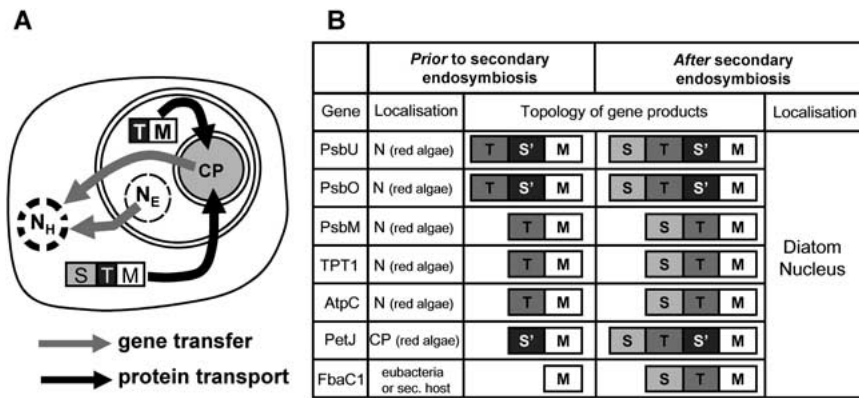 A
T M
CP
N_E
N_H
S T M
gene transfer
protein transport
B
Prior to secondary endosymbiosis After secondary endosymbiosis
Gene Localisation Topology of gene products Localisation
PsbU N (red algae) T S' M S T S' M
PsbO N (red algae) T S' M S T S' M
PsbM N (red algae) T M S T M
TPT1 N (red algae) T M S T M
AtpC N (red algae) T M S T M
PetJ CP (red algae) S' M S T S' M
FbaC1 eubacteria or sec. host M S T M
Diatom
Nucleus